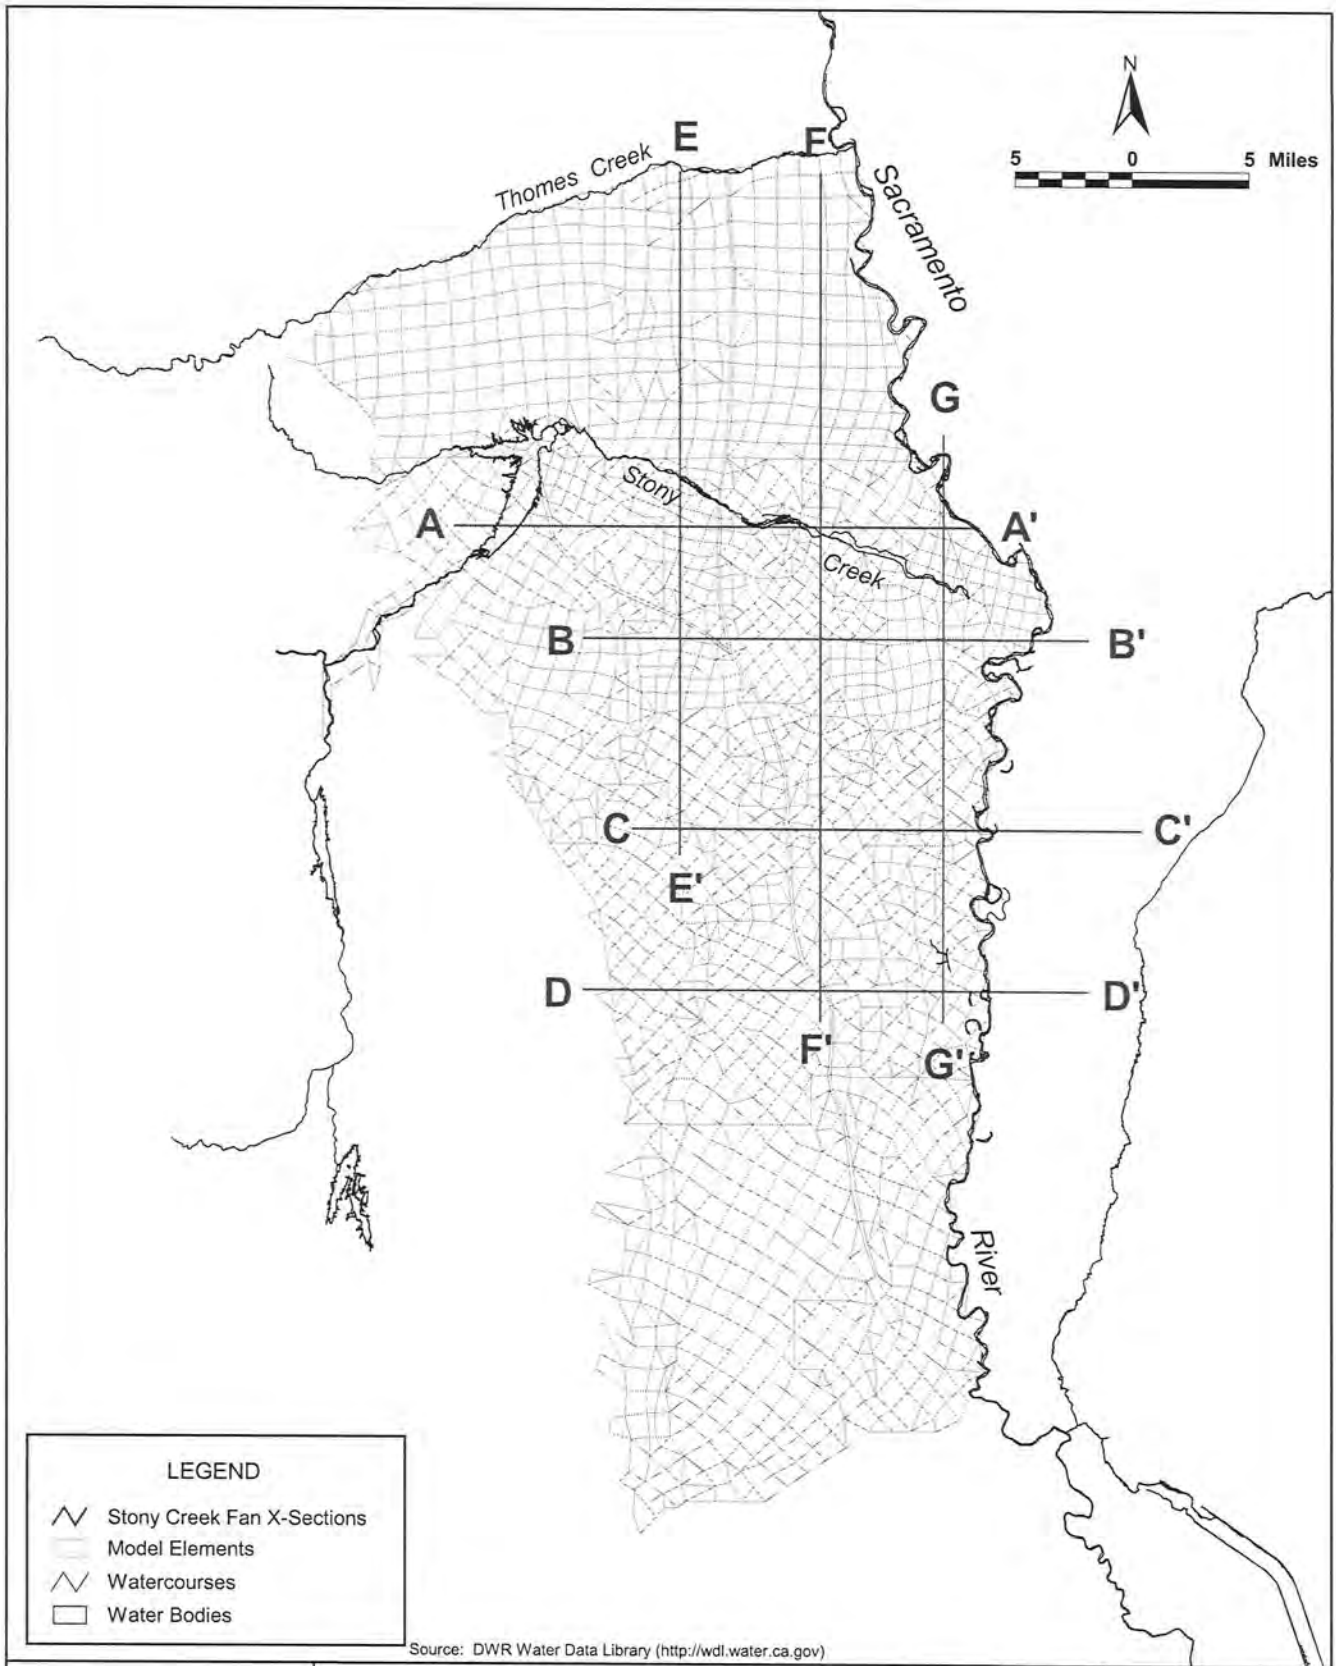 N
5 0 5 Miles
E
F
Thomes Creek
Sacramento
G
Stony
A
A'
Creek
B
B'
C
C'
E'
D
D'
F'
G'
River
LEGEND
Stony Creek Fan X-Sections
Model Elements
Watercourses
Water Bodies
Source: DWR Water Data Library (http://wdl.water.ca.gov)